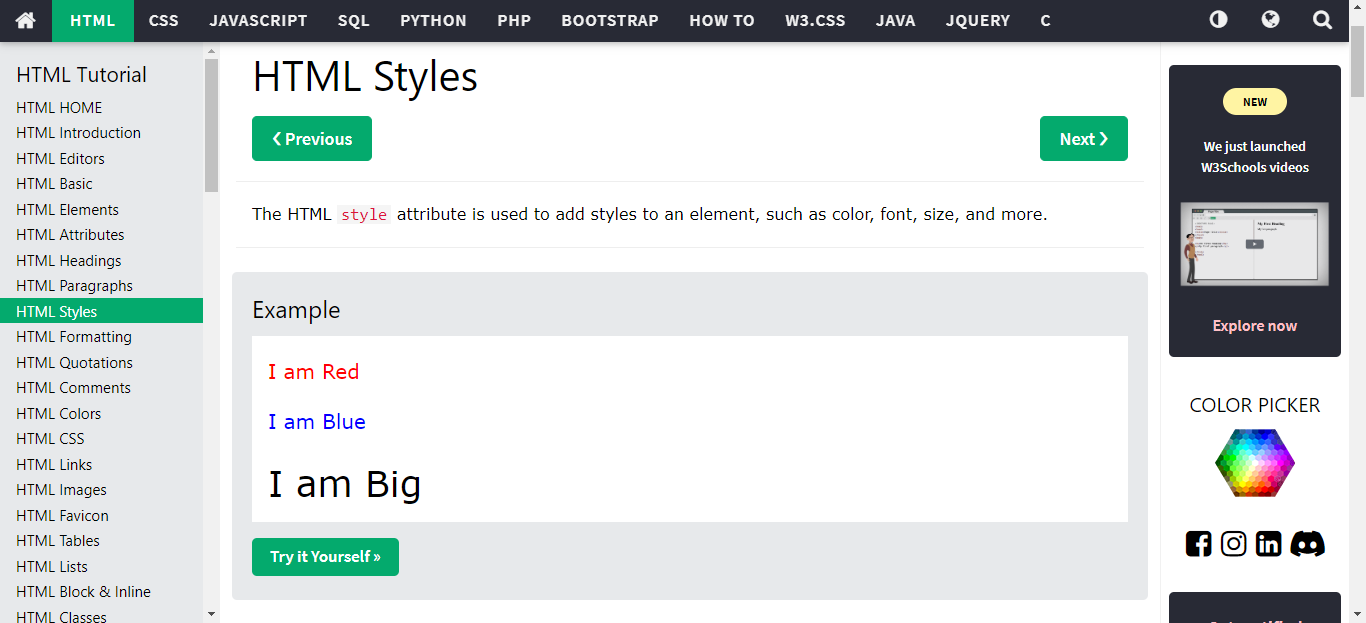 HTML CSS JAVASCRIPT SQL PYTHON PHP BOOTSTRAP HOW TO W3.CSS JAVA JQUERY C
HTML Tutorial
HTML HOME
HTML Introduction
HTML Editors
HTML Basic
HTML Elements
HTML Attributes
HTML Headings
HTML Paragraphs
HTML Styles
HTML Formatting
HTML Quotations
HTML Comments
HTML Colors
HTML CSS
HTML Links
HTML Images
HTML Favicon
HTML Tables
HTML Lists
HTML Block & Inline
HTML Classes
HTML Styles
❮ Previous
Next ❯
The HTML style attribute is used to add styles to an element, such as color, font, size, and more.
Example
I am Red
I am Blue
I am Big
Try it Yourself »
NEW
We just launched
W3Schools videos
Explore now
COLOR PICKER